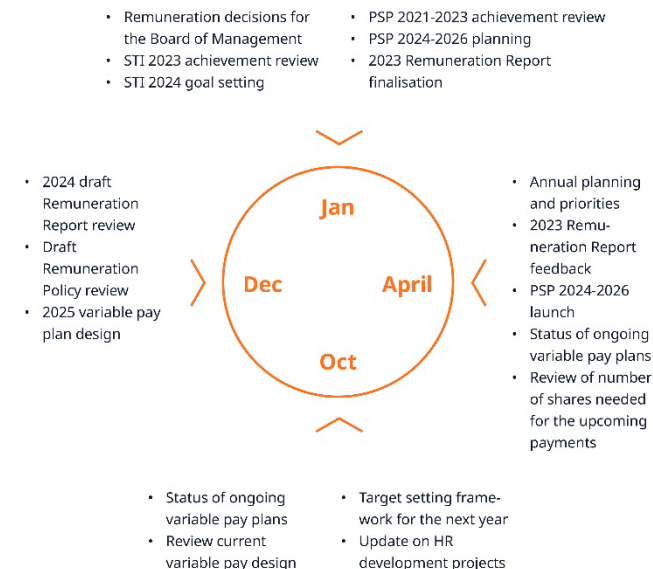 • Remuneration decisions for
the Board of Management
• STI 2023 achievement review
• STI 2024 goal setting
• PSP 2021-2023 achievement review
• PSP 2024-2026 planning
• 2023 Remuneration Report
finalisation
• 2024 draft
Remuneration
Report review
• Draft
Remuneration
Policy review
• 2025 variable pay
plan design
Jan
Dec
April
Oct
• Annual planning
and priorities
• 2023 Remu-
neration Report
feedback
• PSP 2024-2026
launch
• Status of ongoing
variable pay plans
• Review of number
of shares needed
for the upcoming
payments
• Status of ongoing
variable pay plans
• Review current
variable pay design
• Target setting frame-
work for the next year
• Update on HR
development projects